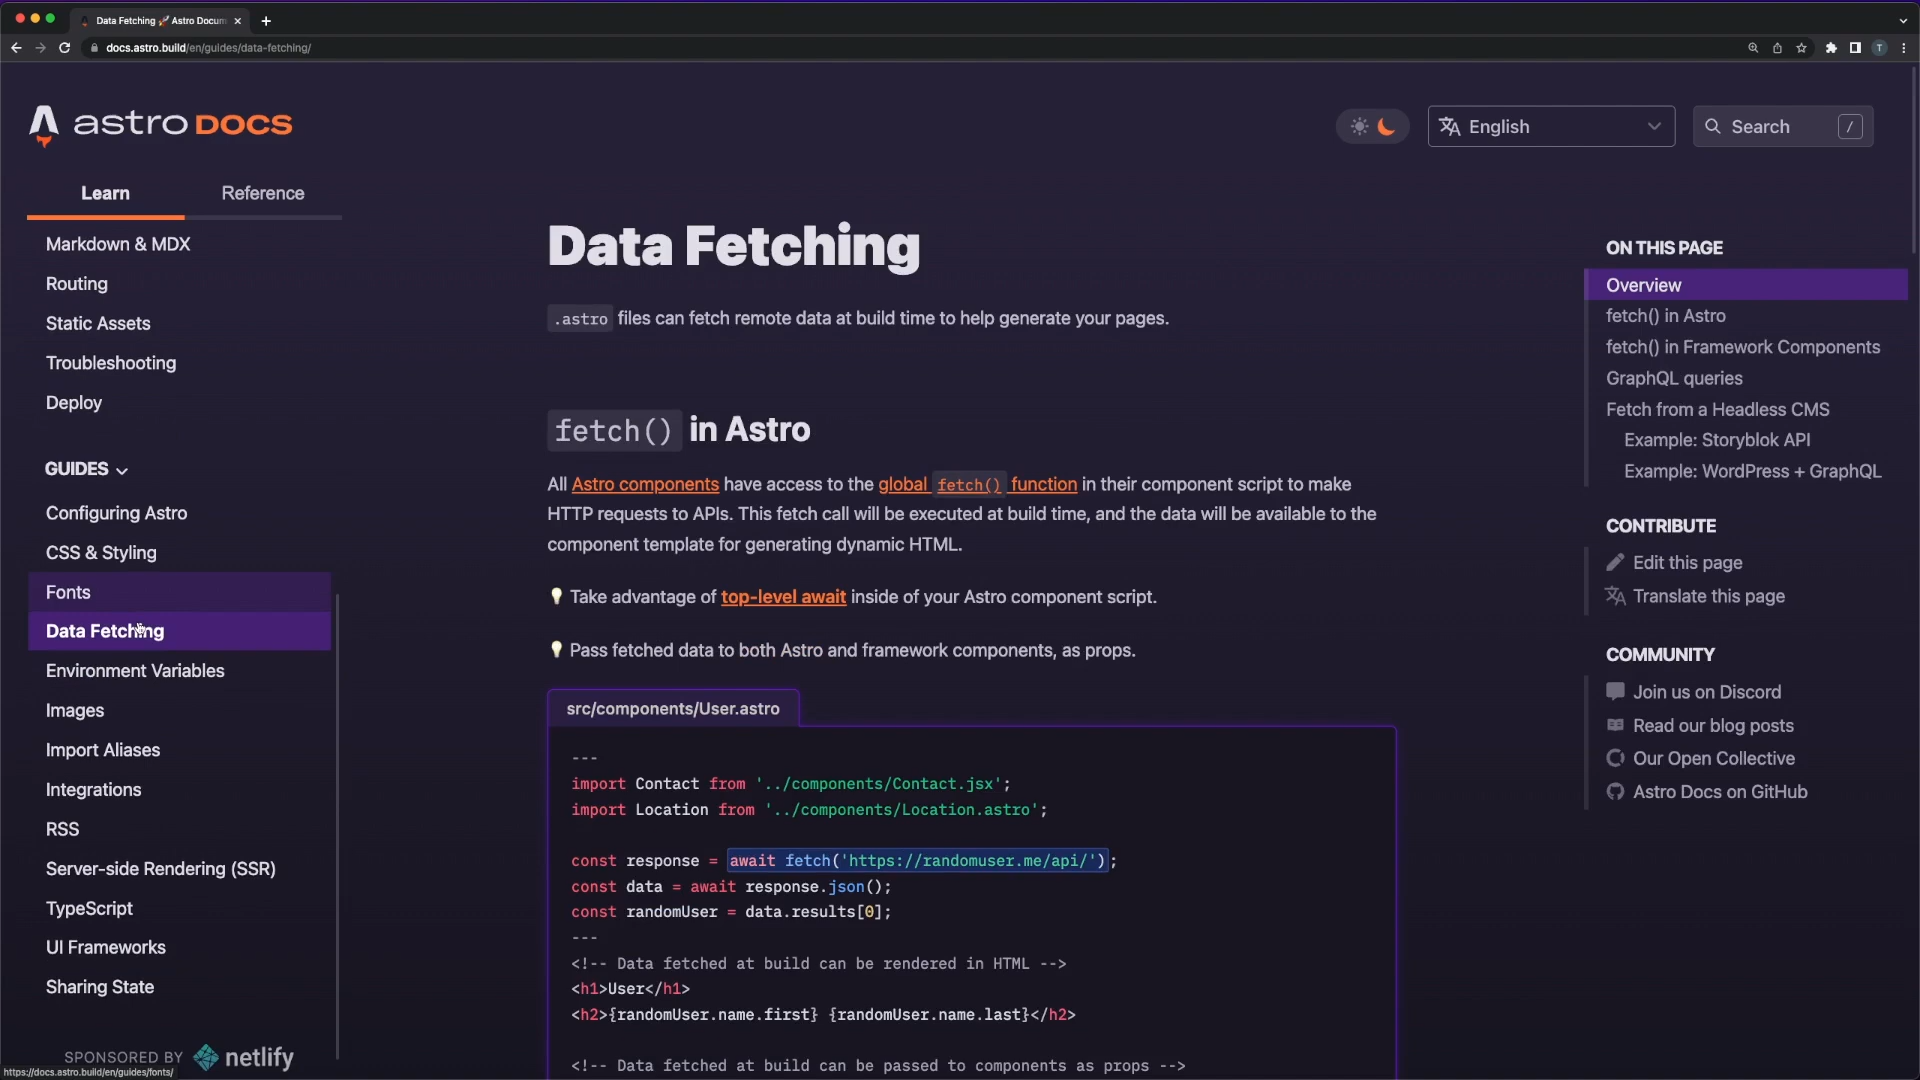 Data Fetching 🚀 Astro Docum
docs.astro.build/en/guides/data-fetching/
T
astro DOCS
English
Search
/
Learn
Reference
Markdown & MDX
Routing
Static Assets
Troubleshooting
Deploy
GUIDES
Configuring Astro
CSS & Styling
Fonts
Data Fetching
Environment Variables
Images
Import Aliases
Integrations
RSS
Server-side Rendering (SSR)
TypeScript
UI Frameworks
Sharing State
SPONSORED BY netlify
https://docs.astro.build/en/guides/fonts/
Data Fetching
.astro files can fetch remote data at build time to help generate your pages.
fetch() in Astro
All Astro components have access to the global fetch() function in their component script to make
HTTP requests to APIs. This fetch call will be executed at build time, and the data will be available to the
component template for generating dynamic HTML.
💡 Take advantage of top-level await inside of your Astro component script.
💡 Pass fetched data to both Astro and framework components, as props.
src/components/User.astro
---
import Contact from '../components/Contact.jsx';
import Location from '../components/Location.astro';
const response = await fetch('https://randomuser.me/api/');
const data = await response.json();
const randomUser = data.results[0];
---
<!-- Data fetched at build can be rendered in HTML -->
<h1>User</h1>
<h2>{randomUser.name.first} {randomUser.name.last}</h2>
<!-- Data fetched at build can be passed to components as props -->
ON THIS PAGE
Overview
fetch() in Astro
fetch() in Framework Components
GraphQL queries
Fetch from a Headless CMS
Example: Storyblok API
Example: WordPress + GraphQL
CONTRIBUTE
Edit this page
Translate this page
COMMUNITY
Join us on Discord
Read our blog posts
Our Open Collective
Astro Docs on GitHub